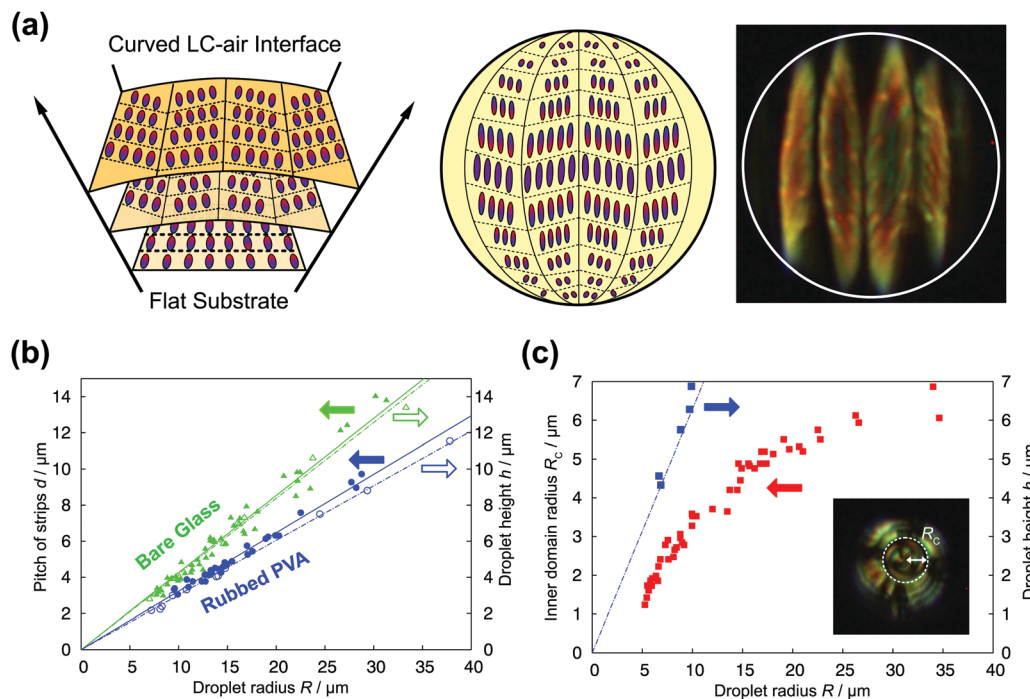 (a)
Curved LC-air Interface
Flat Substrate
(b)
Pitch of strips d / μm
14
12
10
8
6
4
2
0
0 5 10 15 20 25 30 35 40
Droplet radius R / μm
Bare Glass
Rubbed PVA
14
12
10
8
6
4
2
0
Droplet height h / μm
(c)
Inner domain radius R_C / μm
7
6
5
4
3
2
1
0
0 5 10 15 20 25 30 35 40
Droplet radius R / μm
R_C
7
6
5
4
3
2
1
0
Droplet height h / μm